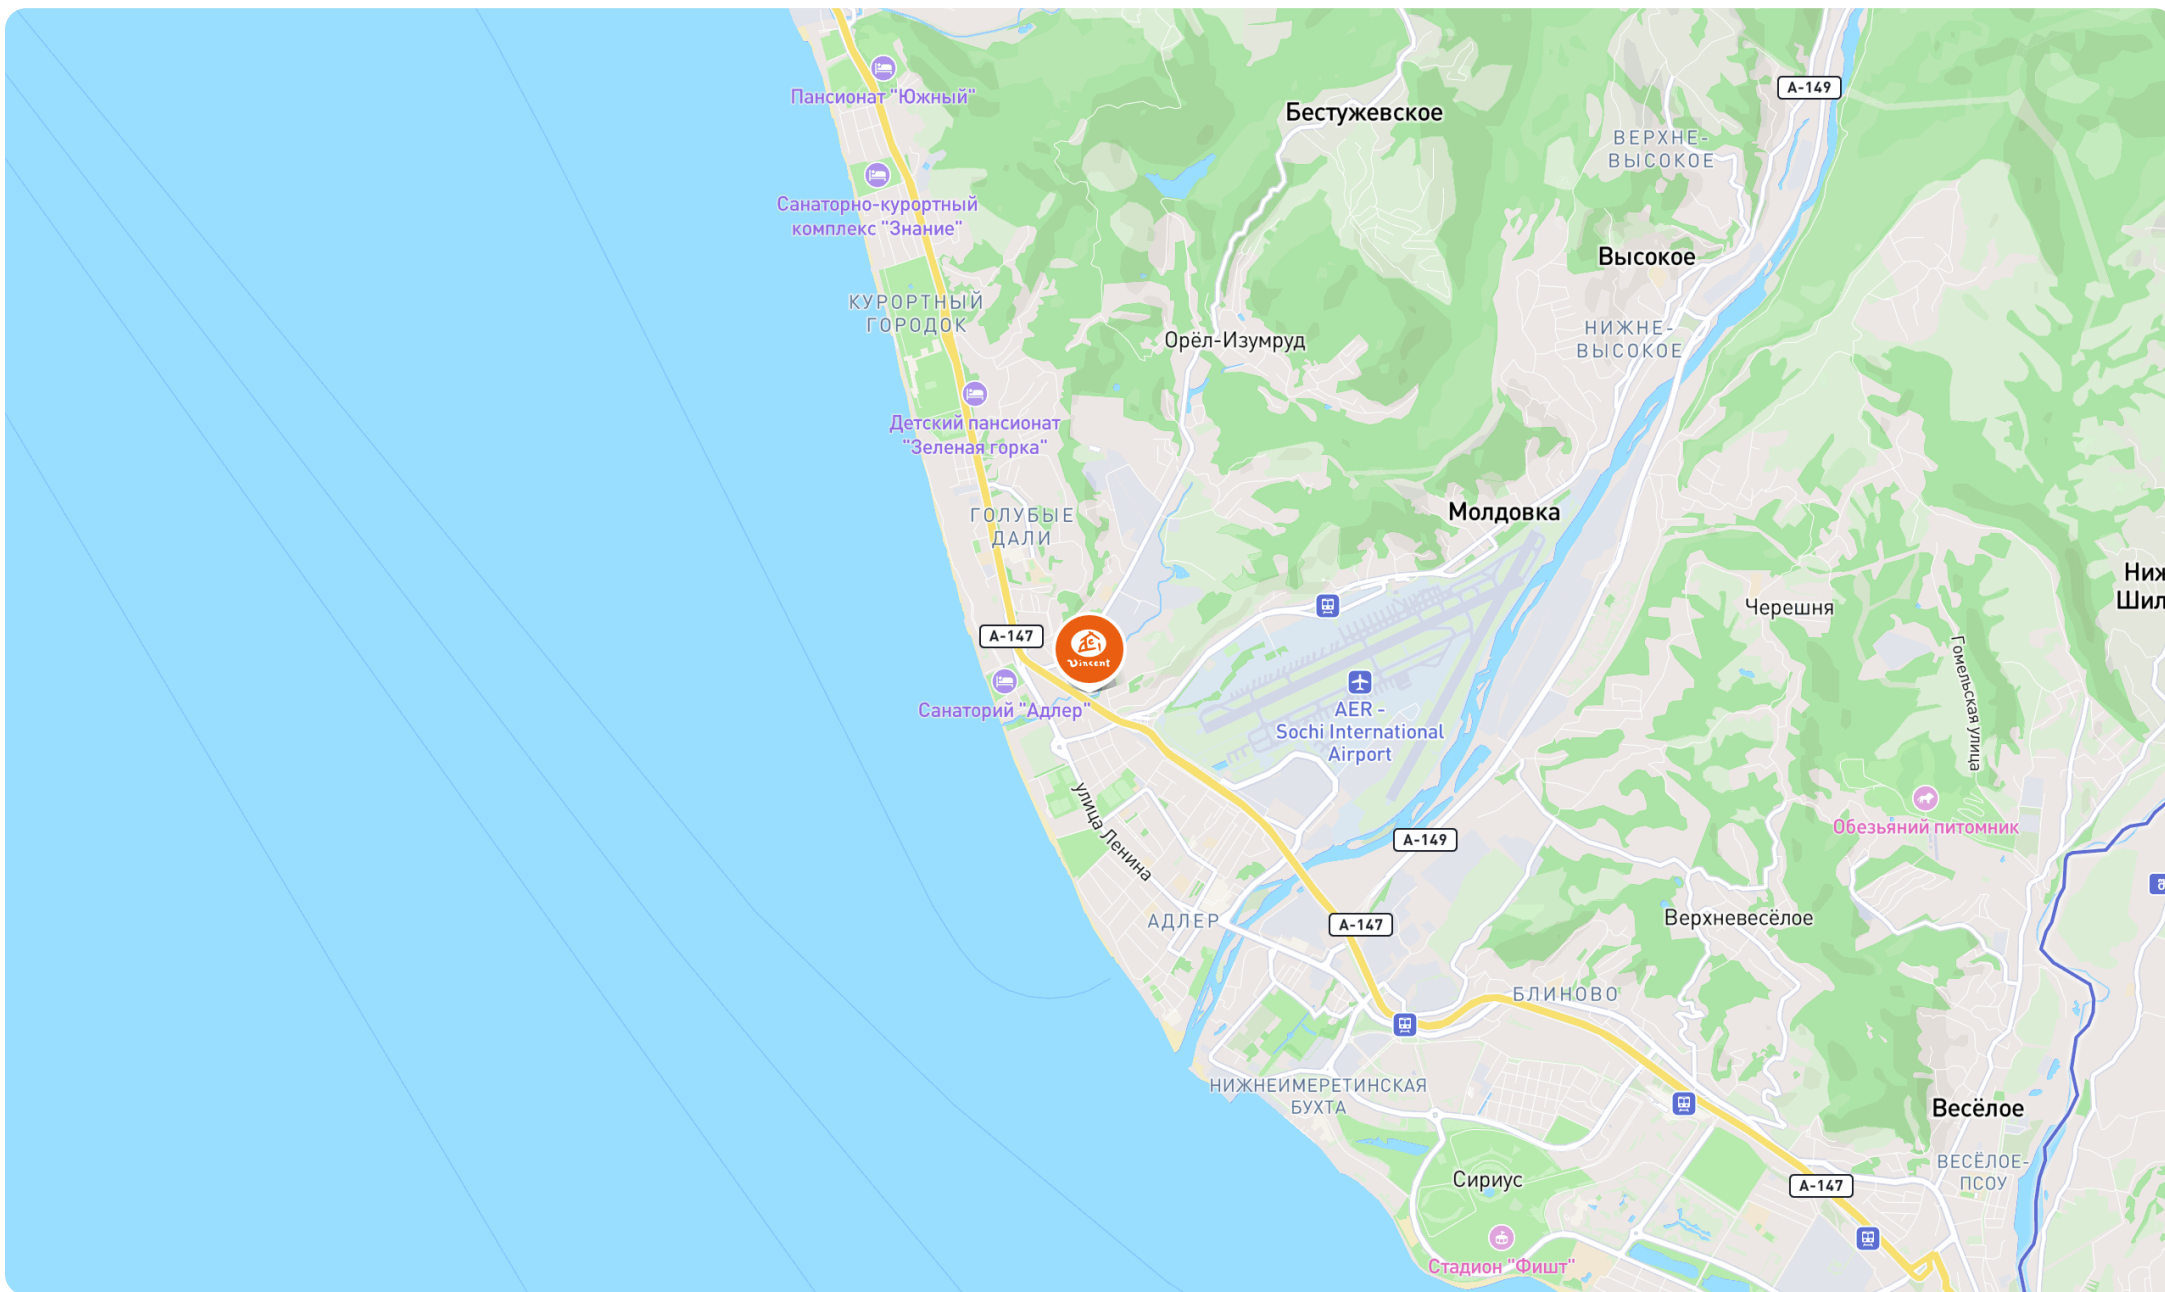 А-149
Пансионат "Южный"
Бестужевское
ВЕРХНЕ-
ВЫСОКОЕ
Санаторно-курортный
комплекс "Знание"
Высокое
КУРОРТНЫЙ
ГОРОДОК
Орёл-Изумруд
НИЖНЕ-
ВЫСОКОЕ
Детский пансионат
"Зеленая горка"
ГОЛУБЫЕ
ДАЛИ
Молдовка
Ниж
Шил
Черешня
А-147
Vincent
Гомельская улица
Санаторий "Адлер"
AER -
Sochi International
Airport
улица Ленина
А-149
Обезьяний питомник
АДЛЕР
А-147
Верхневесёлое
БЛИНОВО
НИЖНЕИМЕРЕТИНСКАЯ
БУХТА
Весёлое
ВЕСЁЛОЕ-
ПСОУ
Сириус
А-147
Стадион "Фишт"